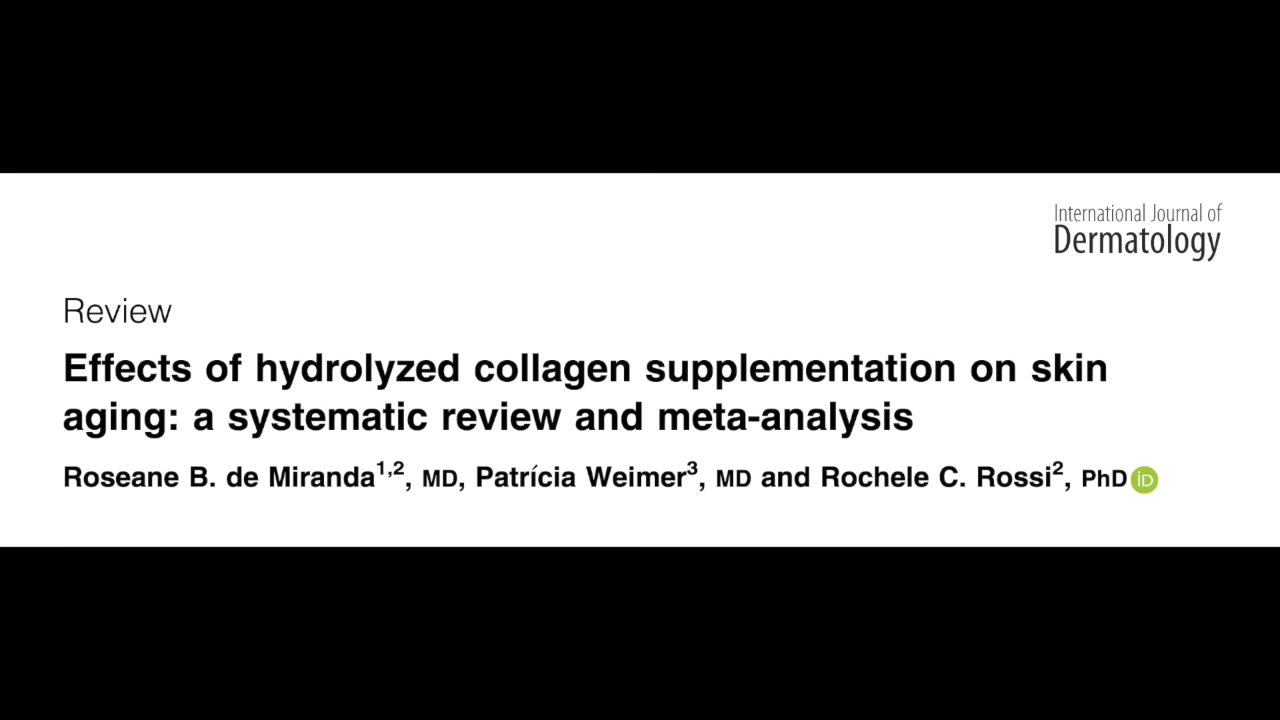 International Journal of
Dermatology
Review
Effects of hydrolyzed collagen supplementation on skin
aging: a systematic review and meta-analysis
Roseane B. de Miranda1,2, MD, Patrícia Weimer3, MD and Rochele C. Rossi2, PhD iD